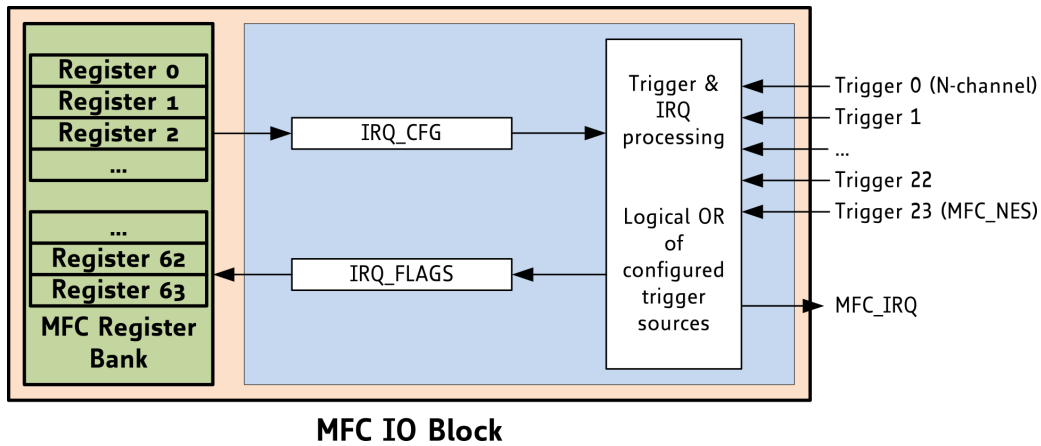 Register 0
Register 1
Register 2
...
...
Register 62
Register 63
MFC Register
Bank
IRQ_CFG
IRQ_FLAGS
Trigger &
IRQ
processing
Logical OR
of
configured
trigger
sources
Trigger 0 (N-channel)
Trigger 1
...
Trigger 22
Trigger 23 (MFC_NES)
MFC_IRQ
MFC IO Block